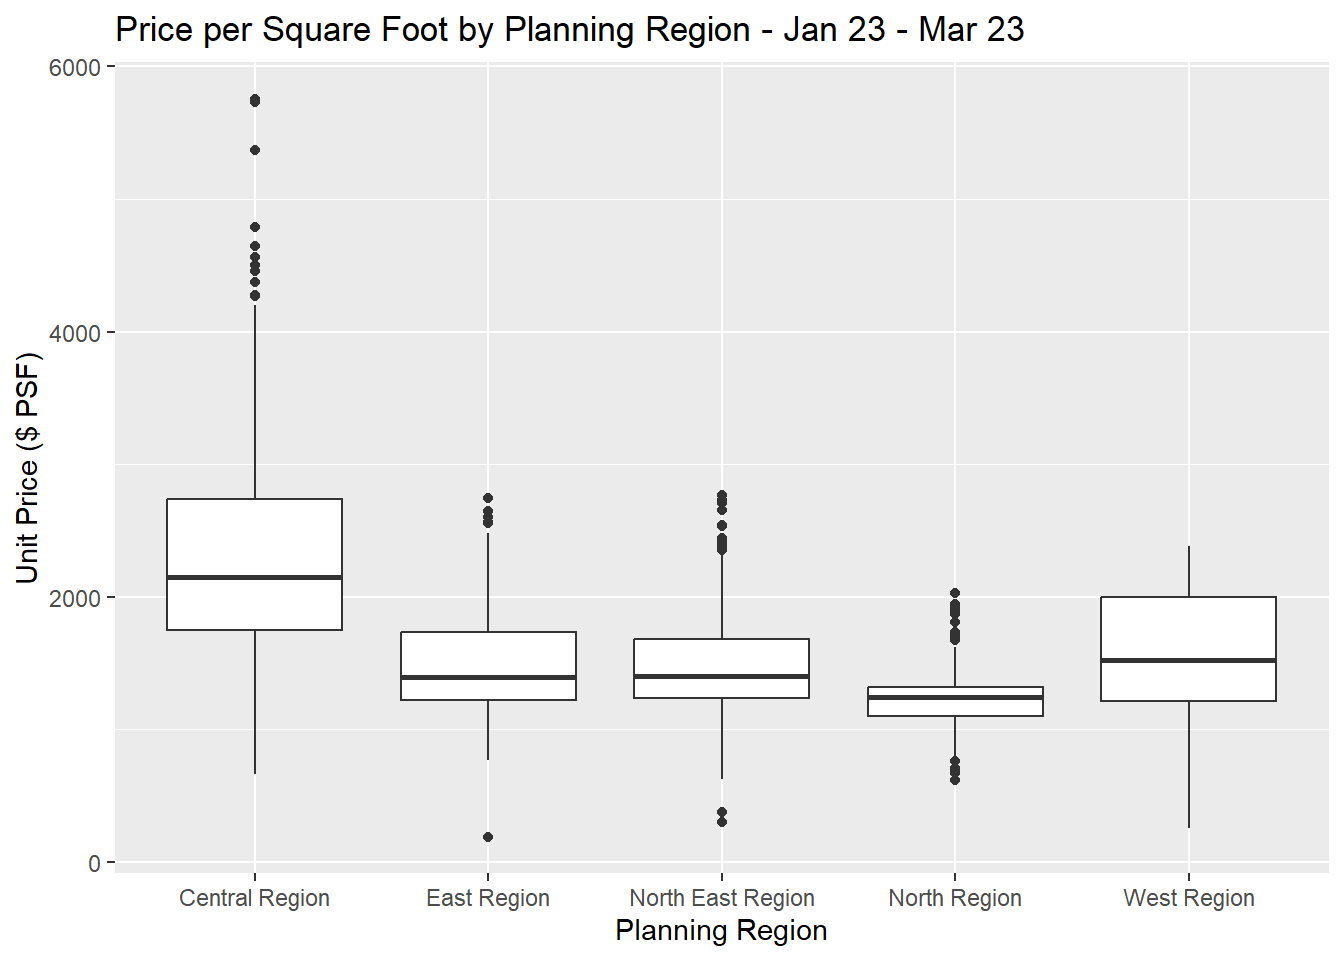 Price per Square Foot by Planning Region - Jan 23 - Mar 23
6000
4000
2000
0
Unit Price ($ PSF)
Central Region
East Region
North East Region
North Region
West Region
Planning Region